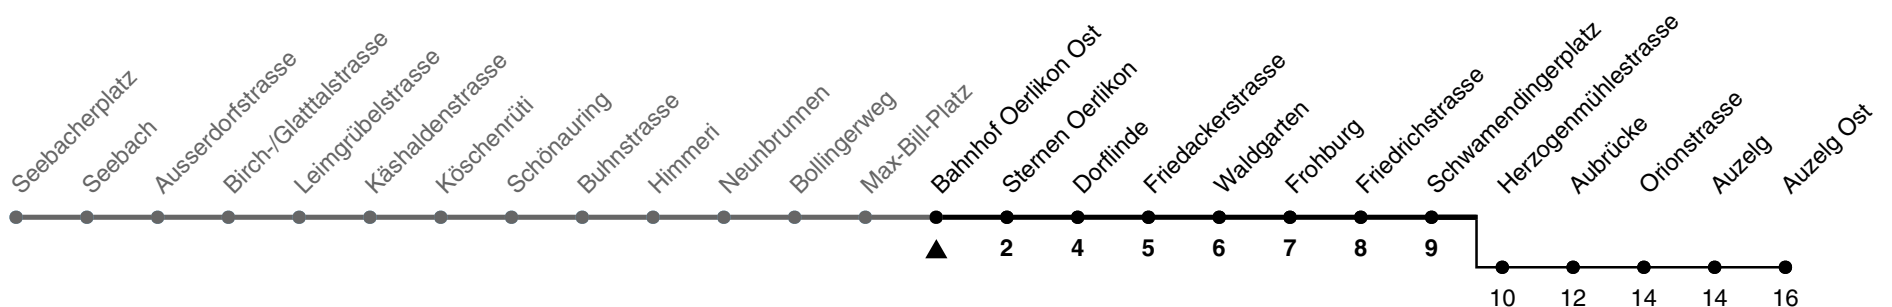 Seebacherplatz
Seebach
Ausserdorfstrasse
Birch-/Glatttalstrasse
Leimgrübelstrasse
Käshaldenstrasse
Köschenrüti
Schönauring
Buhnstrasse
Himmeri
Neunbrunnen
Bollingerweg
Max-Bill-Platz
Bahnhof Oerlikon Ost
Sternen Oerlikon
Dorflinde
Friedackerstrasse
Waldgarten
Frohburg
Friedrichstrasse
Schwamendingerplatz
Herzogenmühlestrasse
Aubrücke
Orionstrasse
Auzelg
Auzelg Ost
2 4 5 6 7 8 9
10 12 14 14 16